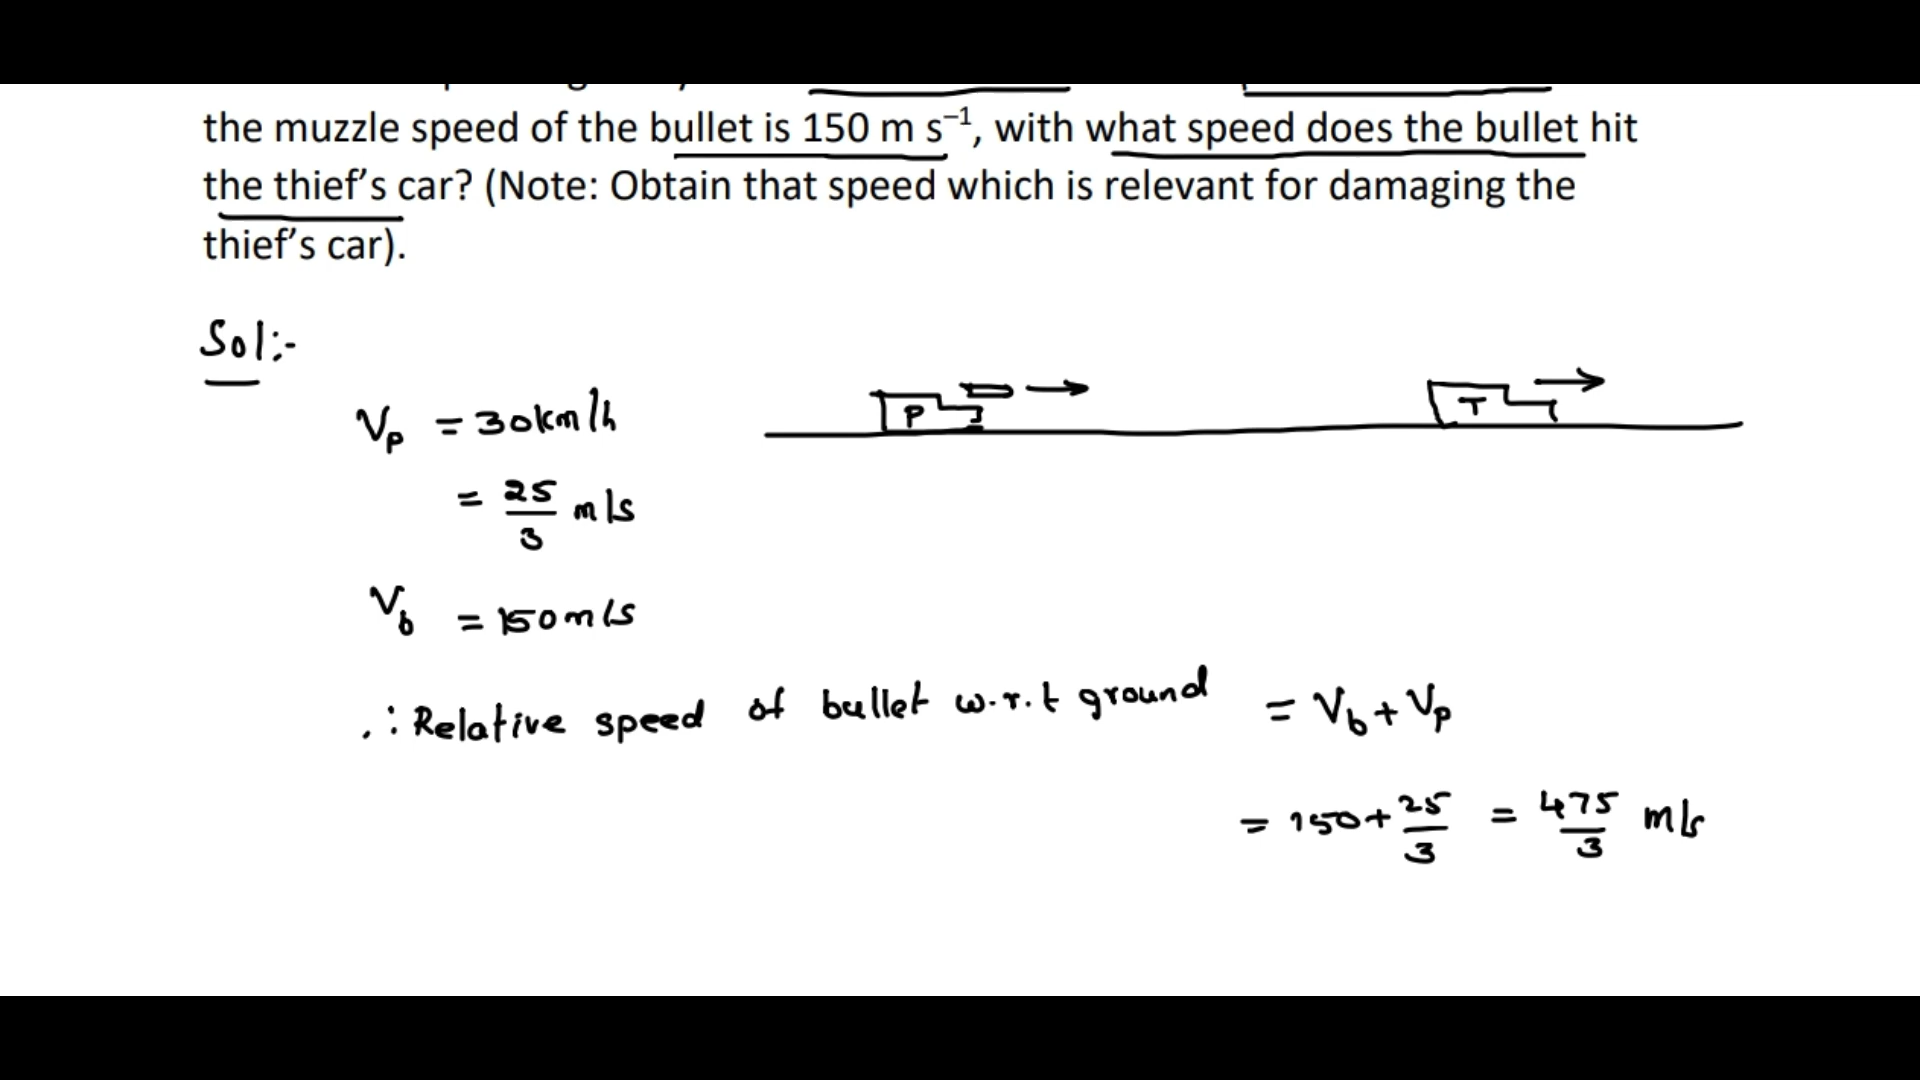 the muzzle speed of the bullet is 150 m s⁻¹, with what speed does the bullet hit
the thief’s car? (Note: Obtain that speed which is relevant for damaging the
thief’s car).
Sol:-
P T
Vₚ = 30km/h
= 25/3 m/s
V_b = 150m/s
∴ Relative speed of bullet w.r.t ground = V_b + Vₚ
= 150 + 25/3 = 475/3 m/s